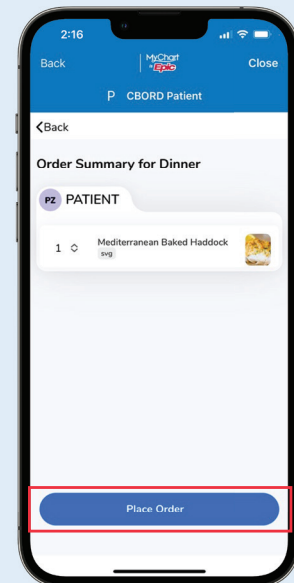 2:16
Back
MyChart
by Epic
Close
P CBORD Patient
Back
Order Summary for Dinner
PZ PATIENT
1 Mediterranean Baked Haddock
svg
Place Order